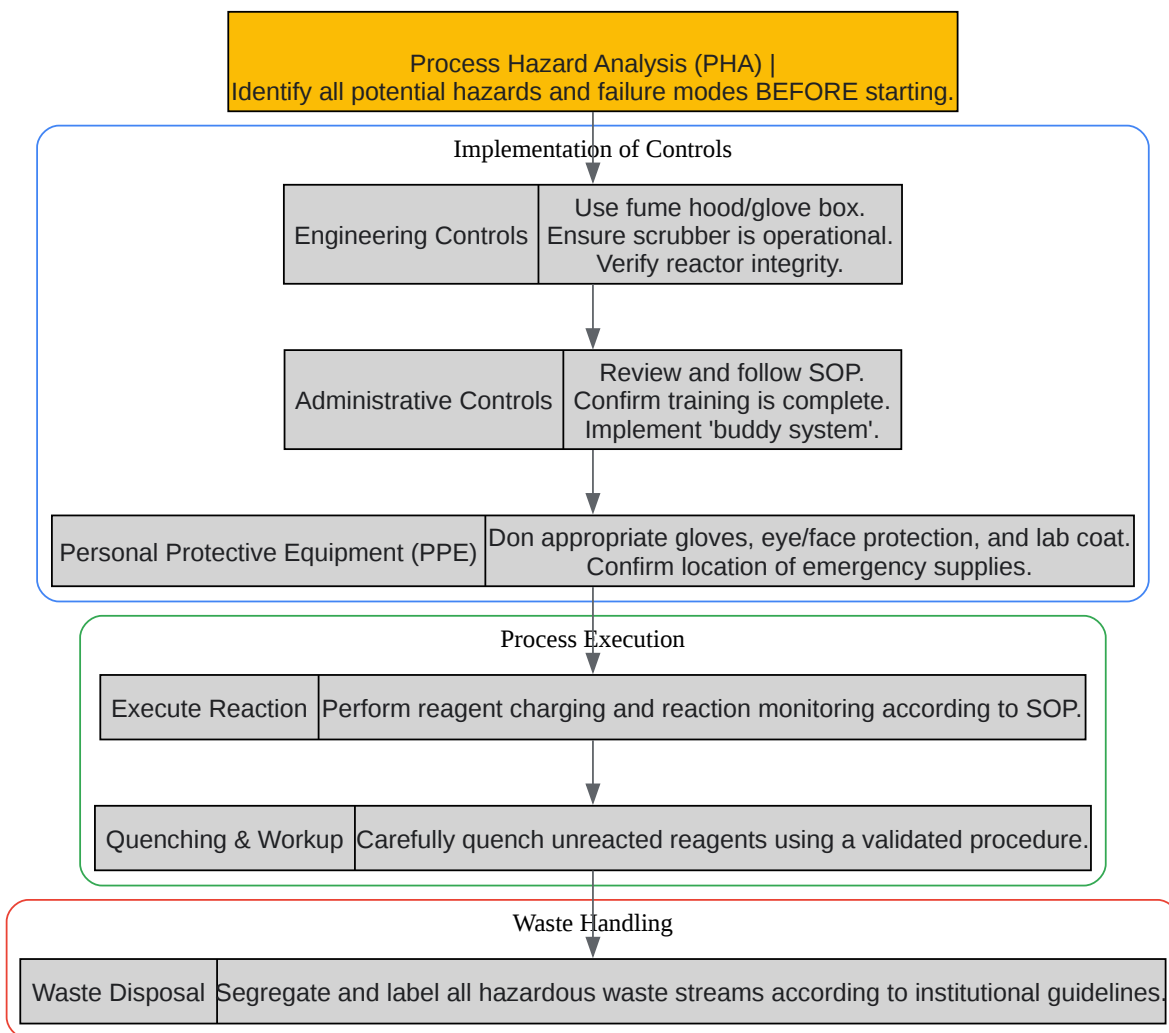 Process Hazard Analysis (PHA) |
Identify all potential hazards and failure modes BEFORE starting.
Implementation of Controls
Engineering Controls
Use fume hood/glove box.
Ensure scrubber is operational.
Verify reactor integrity.
Administrative Controls
Review and follow SOP.
Confirm training is complete.
Implement 'buddy system'.
Personal Protective Equipment (PPE)
Don appropriate gloves, eye/face protection, and lab coat.
Confirm location of emergency supplies.
Process Execution
Execute Reaction
Perform reagent charging and reaction monitoring according to SOP.
Quenching & Workup
Carefully quench unreacted reagents using a validated procedure.
Waste Handling
Waste Disposal
Segregate and label all hazardous waste streams according to institutional guidelines.